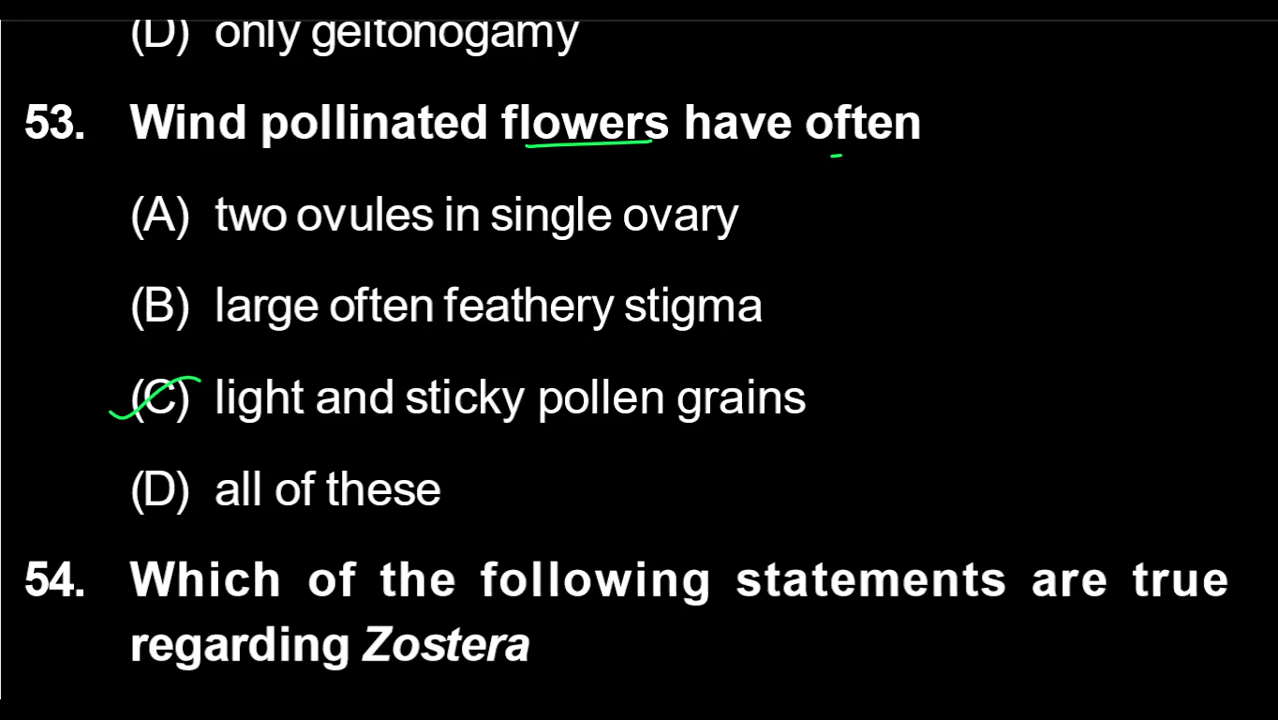 (D) only geitonogamy
53. Wind pollinated flowers have often
(A) two ovules in single ovary
(B) large often feathery stigma
(C) light and sticky pollen grains
(D) all of these
54. Which of the following statements are true
regarding Zostera